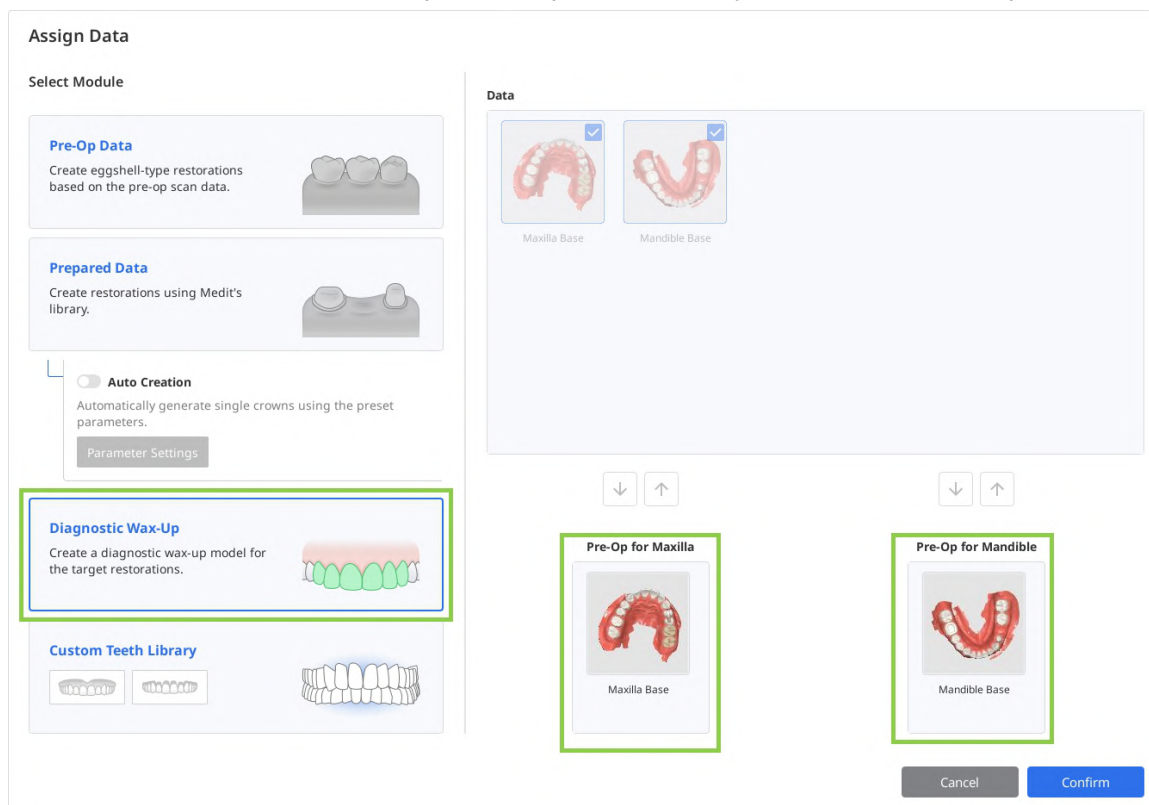 Assign Data
Select Module
Pre-Op Data
Create eggshell-type restorations
based on the pre-op scan data.
Prepared Data
Create restorations using Medit's
library.
Auto Creation
Automatically generate single crowns using the preset
parameters.
Parameter Settings
Diagnostic Wax-Up
Create a diagnostic wax-up model for
the target restorations.
Custom Teeth Library
Data
Maxilla Base
Mandible Base
Pre-Op for Maxilla
Maxilla Base
Pre-Op for Mandible
Mandible Base
Cancel
Confirm